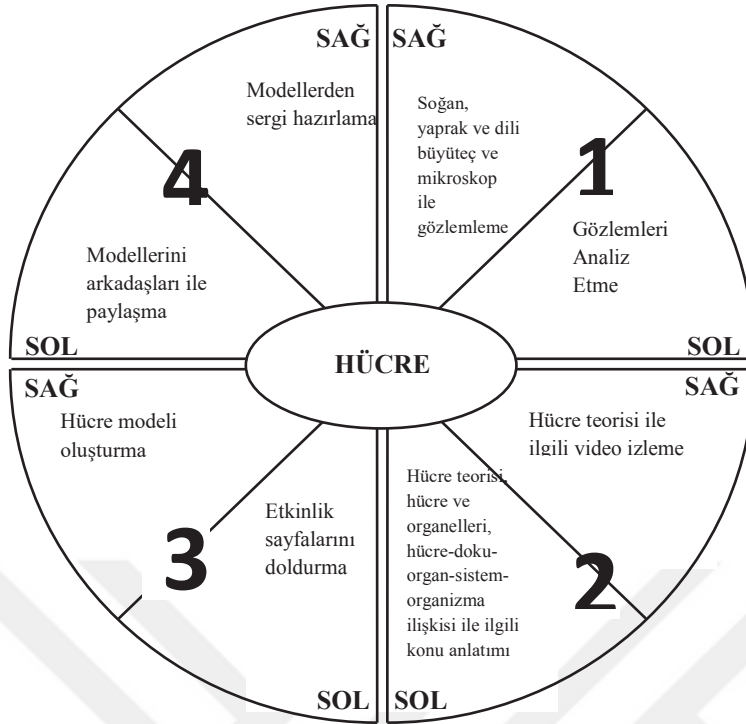 SAĞ
SAĞ
Modellerden
sergi hazırlama
Soğan,
yaprak ve dili
büyüteç ve
mikroskop
ile
gözlemleme
4
1
Modellerini
arkadaşları ile
paylaşma
Gözlemleri
Analiz
Etme
SOL
SOL
HÜCRE
SAĞ
SAĞ
Hücre modeli
oluşturma
Hücre teorisi ile
ilgili video izleme
Etkinlik
sayfalarını
doldurma
Hücre teorisi,
hücre ve
organelleri,
hücre-doku-
organ-sistem-
organizma
ilişkisi ile ilgili
konu anlatımı
3
2
SOL
SOL